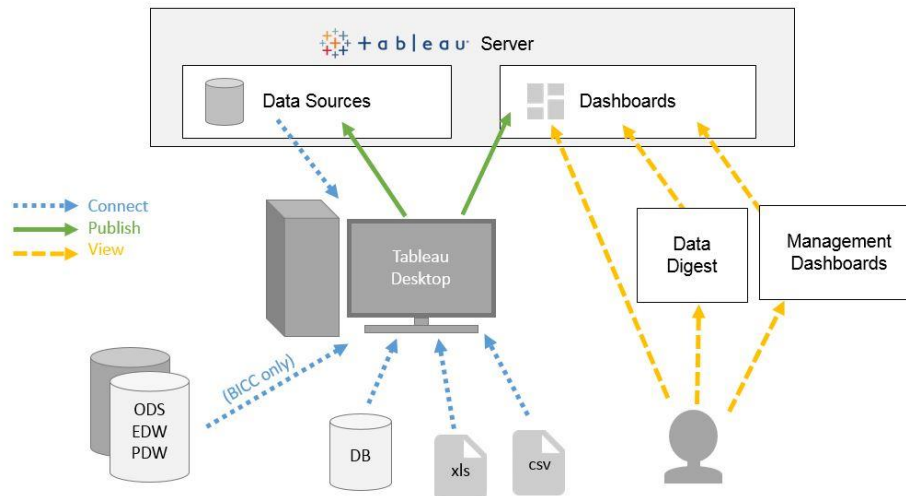 +ableau Server
Data Sources
Dashboards
Connect
Publish
View
Tableau
Desktop
Data
Digest
Management
Dashboards
(BICC only)
ODS
EDW
PDW
DB
xls
csv